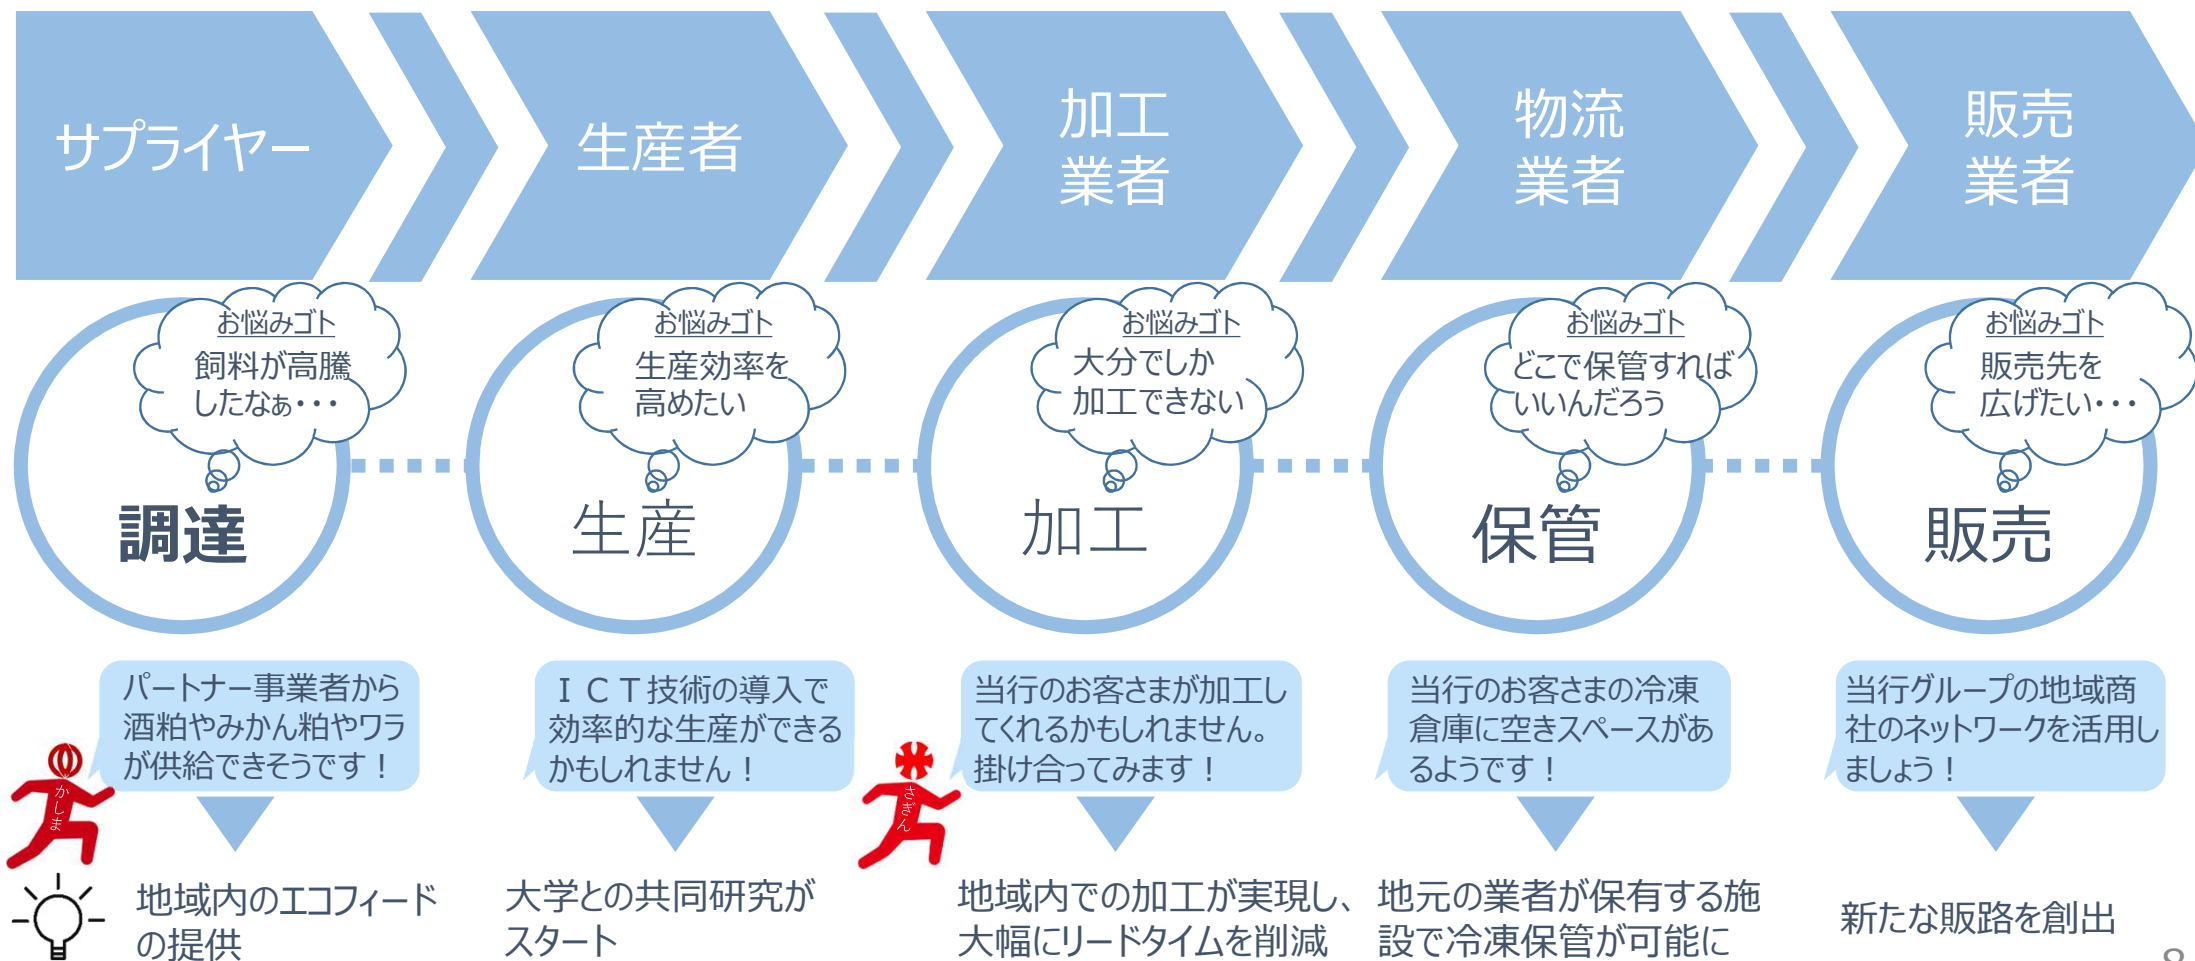 サプライヤー
生産者
加工
業者
物流
業者
販売
業者
お悩みゴト
飼料が高騰
したなぁ・・・
調達
お悩みゴト
生産効率を
高めたい
生産
お悩みゴト
大分でしか
加工できない
加工
お悩みゴト
どこで保管すれば
いいんだろう
保管
お悩みゴト
販売先を
広げたい・・・
販売
パートナー事業者から
酒粕やみかん粕やワラ
が供給できそうです！
かしま
地域内のエコフィード
の提供
ＩＣＴ技術の導入で
効率的な生産ができる
かもしれません！
大学との共同研究が
スタート
当行のお客さまが加工し
てくれるかもしれません。
掛け合ってみます！
さぎん
地域内での加工が実現し、
大幅にリードタイムを削減
当行のお客さまの冷凍
倉庫に空きスペースがあ
るようです！
地元の業者が保有する施
設で冷凍保管が可能に
当行グループの地域商
社のネットワークを活用し
ましょう！
新たな販路を創出